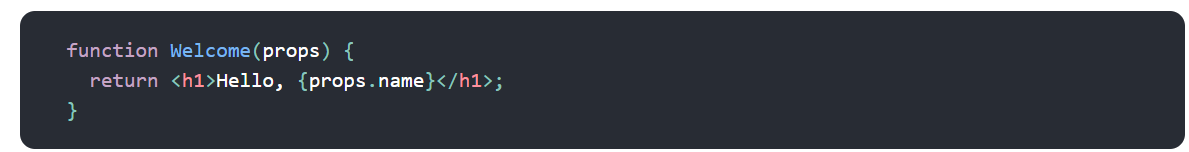 function Welcome(props) {
  return <h1>Hello, {props.name}</h1>;
}